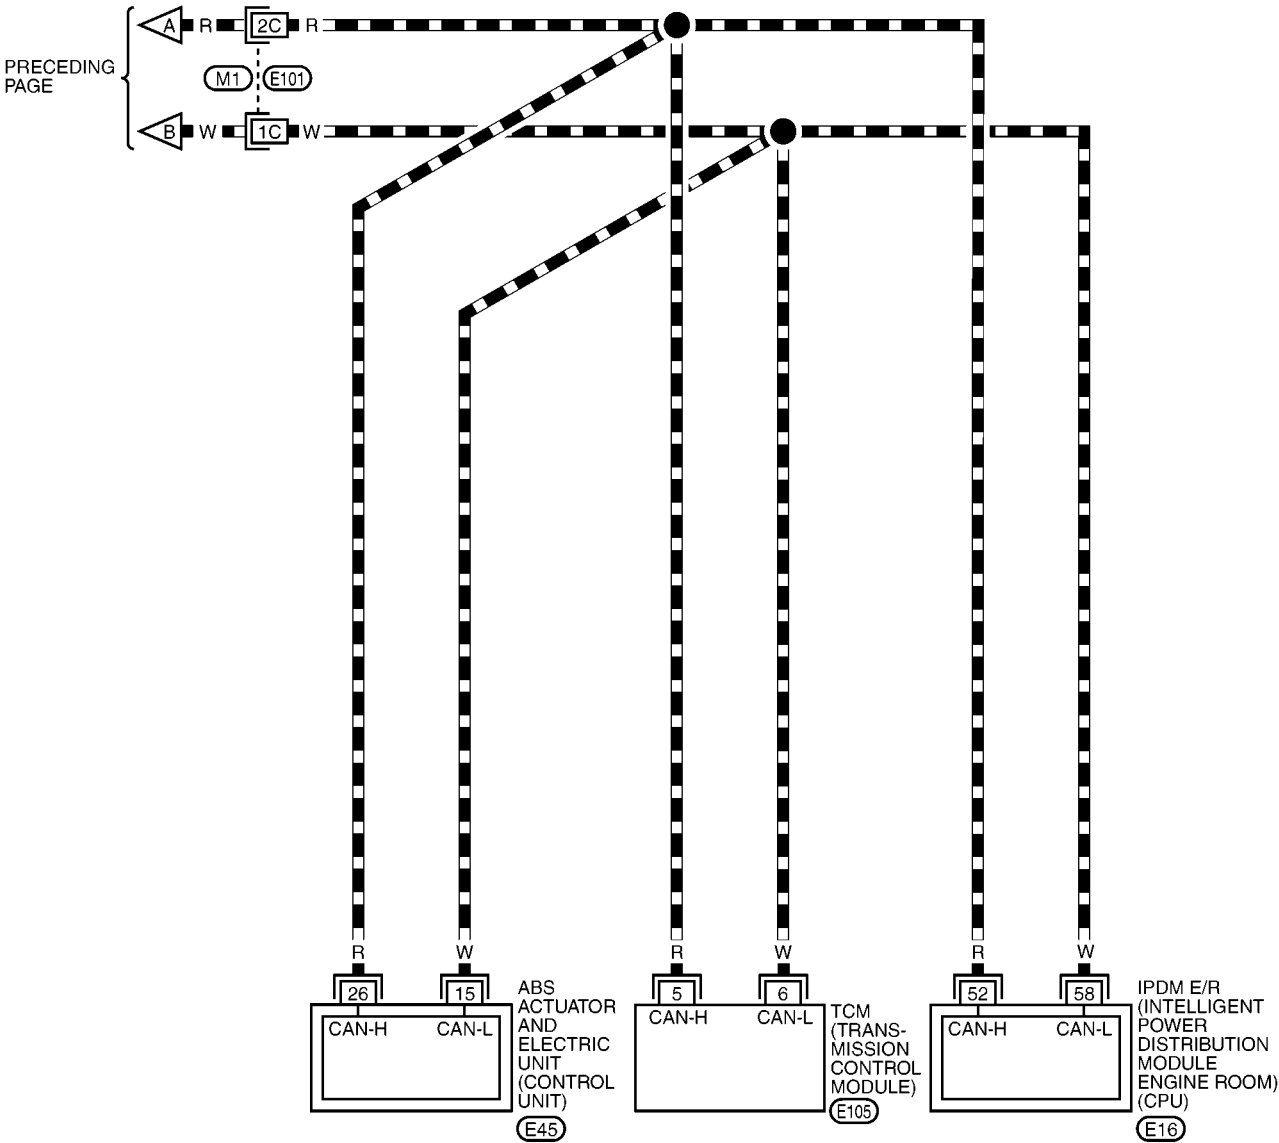 PRECEDING
PAGE
A R 2C R
M1 E101
B W 1C W
R W R W R W
26 15 5 6 52 58
CAN-H CAN-L
ABS
ACTUATOR
AND
ELECTRIC
UNIT
(CONTROL
UNIT)
E45
CAN-H CAN-L
TCM
(TRANS-
MISSION
CONTROL
MODULE)
E105
CAN-H CAN-L
IPDM E/R
(INTELLIGENT
POWER
DISTRIBUTION
MODULE
ENGINE ROOM)
(CPU)
E16